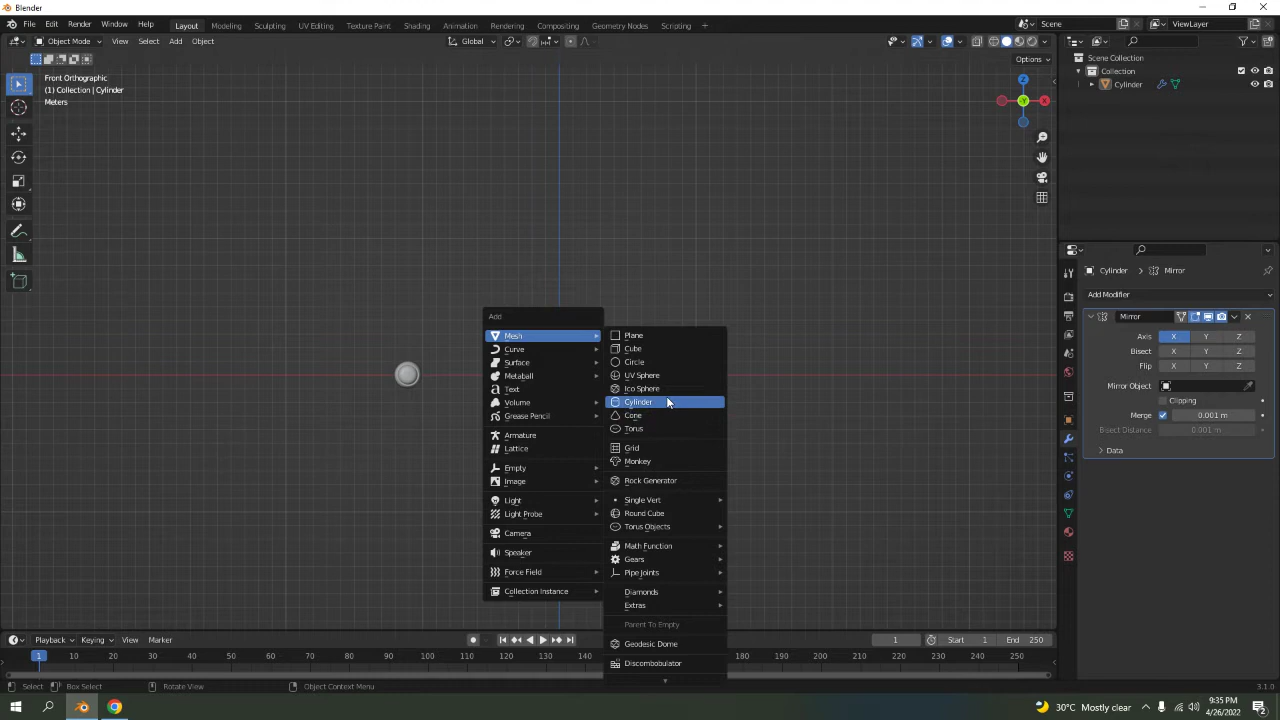 Blender
File Edit Render Window Help Layout Modeling Sculpting UV Editing Texture Paint Shading Animation Rendering Compositing Geometry Nodes Scripting + Scene ViewLayer
Object Mode View Select Add Object Global
Options
Front Orthographic
(1) Collection | Cylinder
Meters
Z
-Y
X
Scene Collection
Collection
Cylinder
Cylinder > Mirror
Add Modifier
Mirror
Axis X Y Z
Bisect X Y Z
Flip X Y Z
Mirror Object
Clipping
Merge 0.001 m
Bisect Distance 0.001 m
Data
Add
Mesh
Curve
Surface
Metaball
Text
Volume
Grease Pencil
Armature
Lattice
Empty
Image
Light
Light Probe
Camera
Speaker
Force Field
Collection Instance
Plane
Cube
Circle
UV Sphere
Ico Sphere
Cylinder
Cone
Torus
Grid
Monkey
Rock Generator
Single Vert
Round Cube
Torus Objects
Math Function
Gears
Pipe Joints
Diamonds
Extras
Parent To Empty
Geodesic Dome
Discombobulator
Playback Keying View Marker 1 Start 1 End 250
1 10 20 30 40 50 60 70 80 90 100 110 120 130 140 180 190 200 210 220 230 240 250
Select Box Select Rotate View Object Context Menu 3.1.0
30°C Mostly clear 9:35 PM
4/26/2022 2